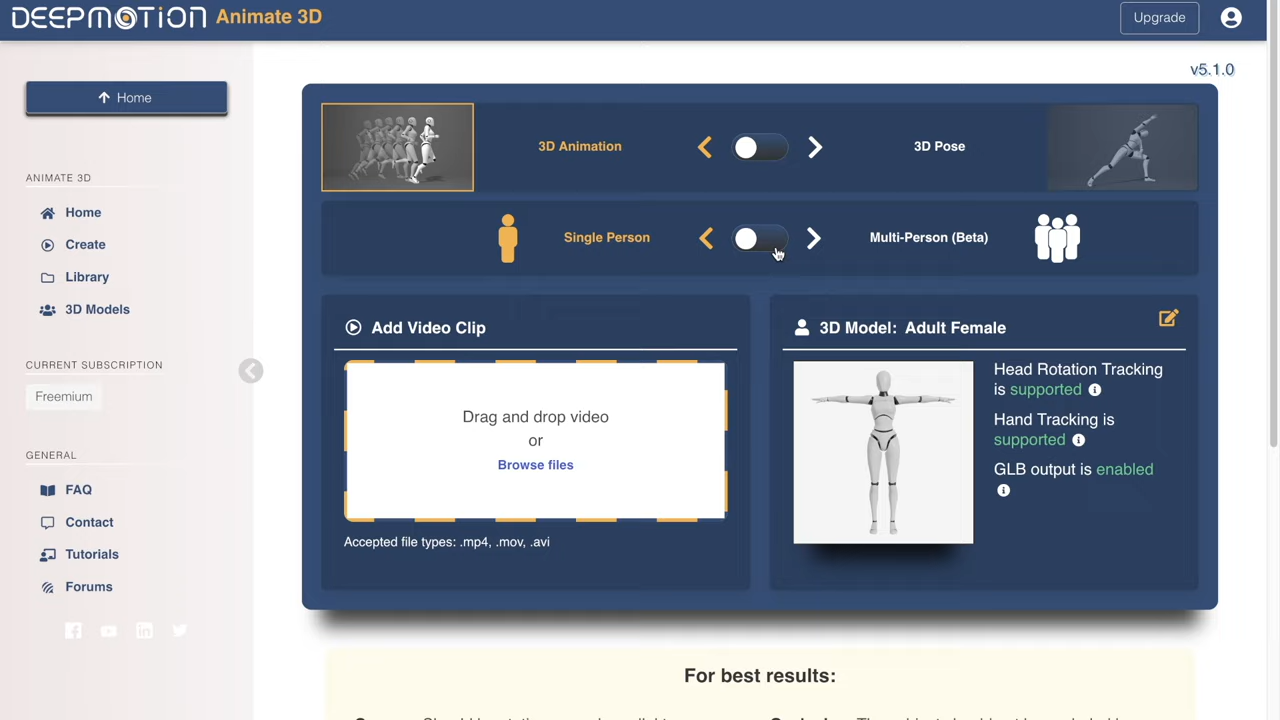 DEEPMOTION Animate 3D
Upgrade
v5.1.0
Home
ANIMATE 3D
Home
Create
Library
3D Models
CURRENT SUBSCRIPTION
Freemium
GENERAL
FAQ
Contact
Tutorials
Forums
3D Animation
3D Pose
Single Person
Multi-Person (Beta)
Add Video Clip
Drag and drop video
or
Browse files
Accepted file types: .mp4, .mov, .avi
3D Model: Adult Female
Head Rotation Tracking
is supported
Hand Tracking is
supported
GLB output is enabled
For best results: